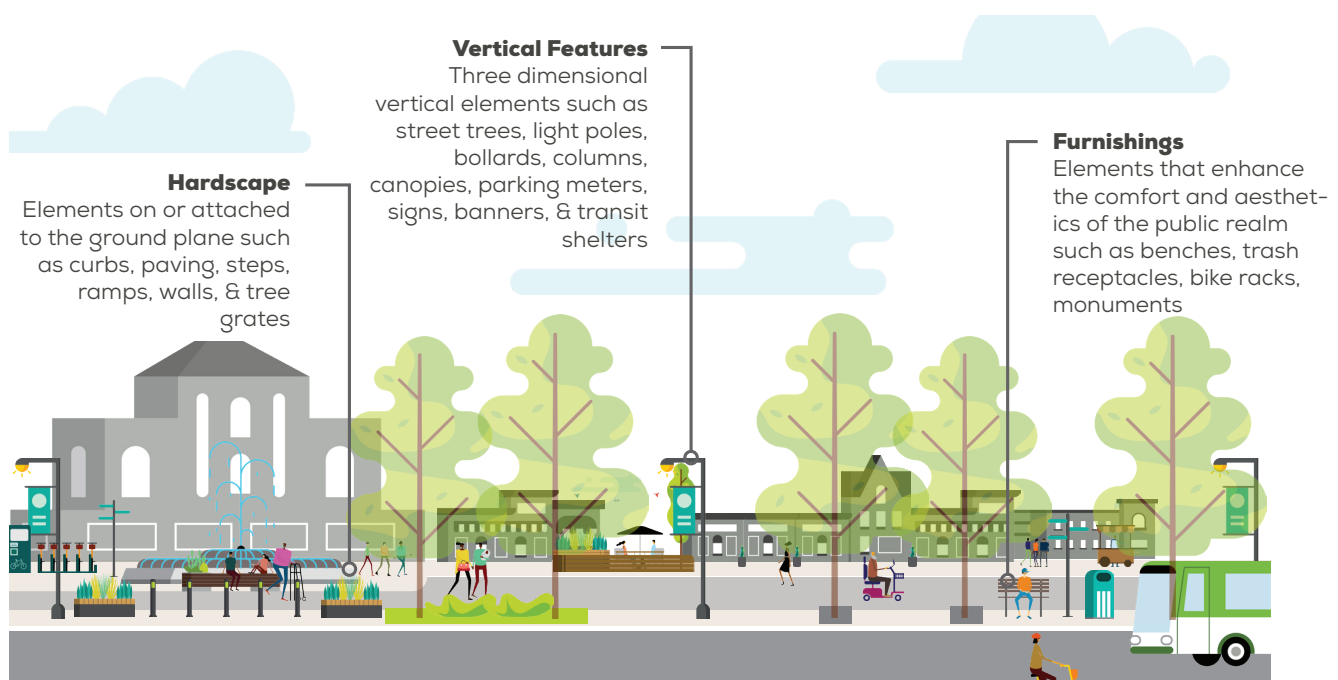 Vertical Features
Three dimensional
vertical elements such as
street trees, light poles,
bollards, columns,
canopies, parking meters,
signs, banners, & transit
shelters
Hardscape
Elements on or attached
to the ground plane such
as curbs, paving, steps,
ramps, walls, & tree
grates
Furnishings
Elements that enhance
the comfort and aesthet-
ics of the public realm
such as benches, trash
receptacles, bike racks,
monuments